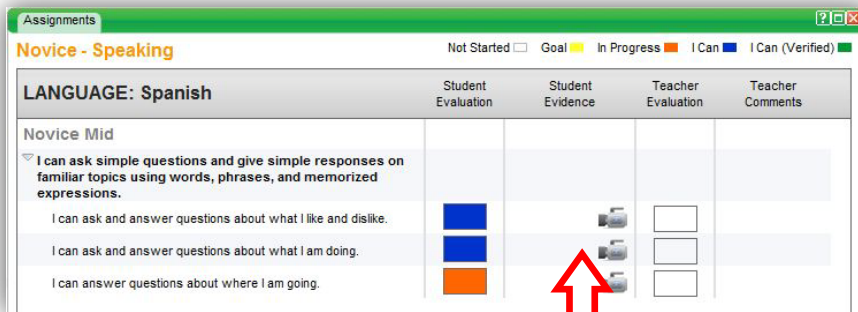 Assignments
Novice - Speaking
Not Started Goal In Progress I Can I Can (Verified)
LANGUAGE: Spanish
Student Evaluation
Student Evidence
Teacher Evaluation
Teacher Comments
Novice Mid
I can ask simple questions and give simple responses on
familiar topics using words, phrases, and memorized
expressions.
I can ask and answer questions about what I like and dislike.
I can ask and answer questions about what I am doing.
I can answer questions about where I am going.